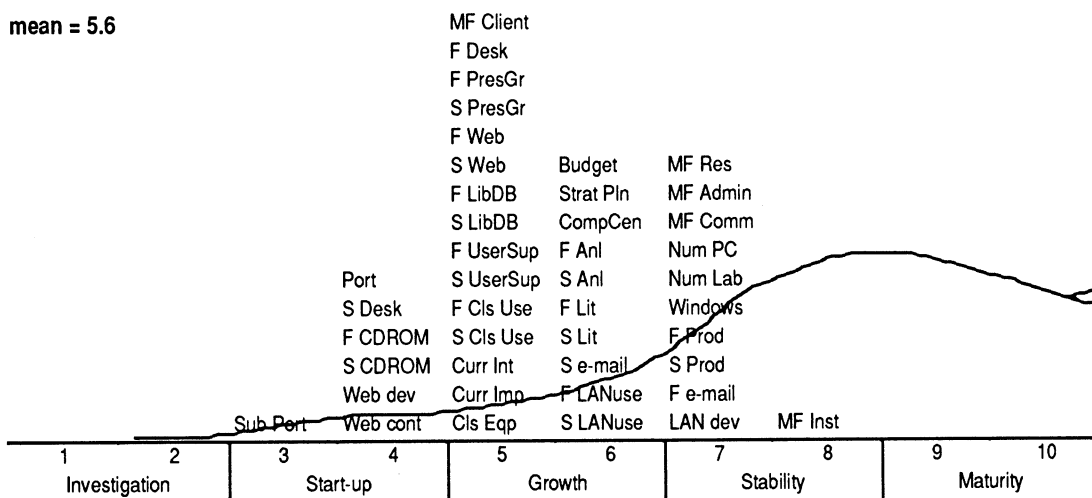 mean = 5.6
MF Client
F Desk
F PresGr
S PresGr
F Web
S Web Budget MF Res
F LibDB Strat Pln MF Admin
S LibDB CompCen MF Comm
F UserSup F Anl Num PC
Port S UserSup S Anl Num Lab
S Desk F Cls Use F Lit Windows
F CDROM S Cls Use S Lit F Prod
S CDROM Curr Int S e-mail S Prod
Web dev Curr Imp F LANuse F e-mail
Sub Port Web cont Cls Eqp S LANuse LAN dev MF Inst
1 2 3 4 5 6 7 8 9 10
Investigation Start-up Growth Stability Maturity